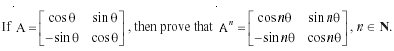 If A = [cosθ sinθ; −sinθ cosθ], then prove that Aⁿ = [cosnθ sinnθ; −sinnθ cosnθ], n ∈ N.